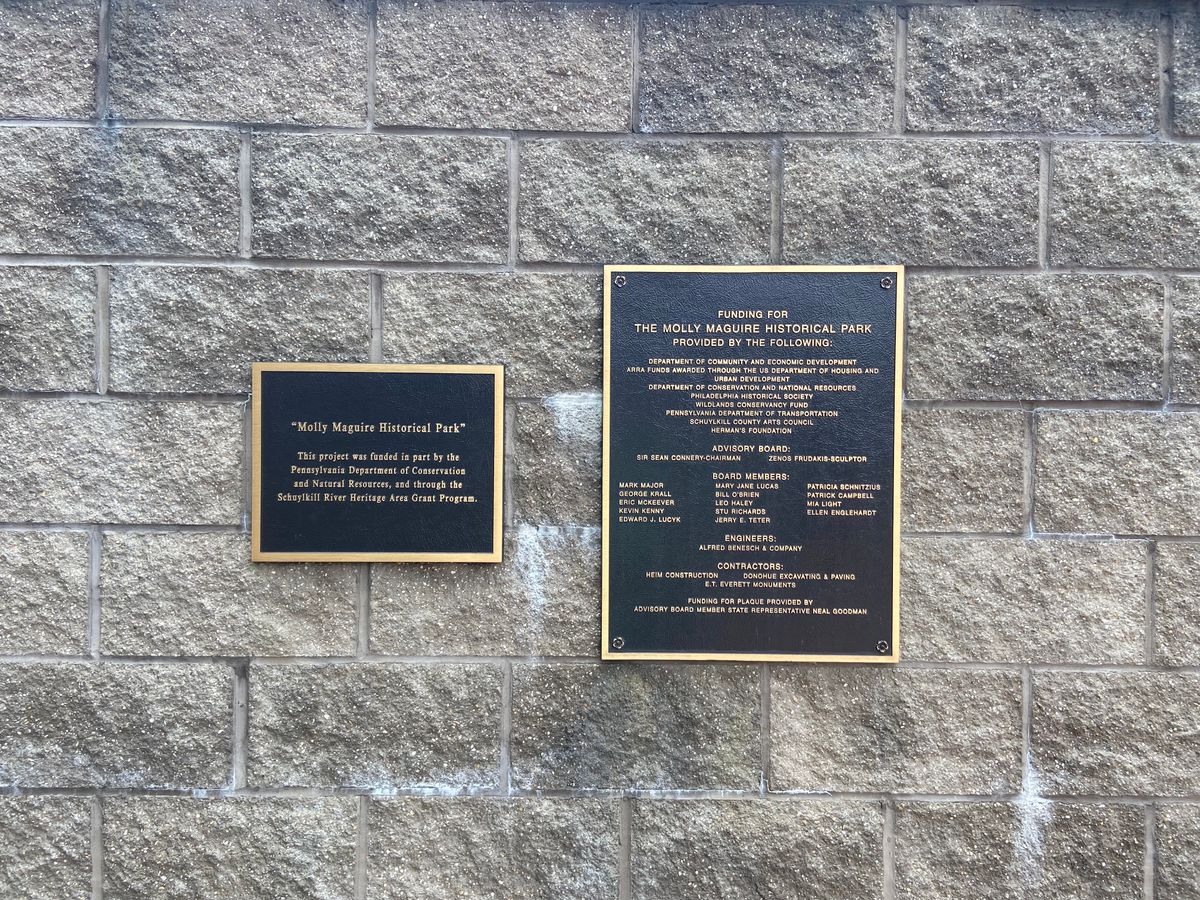 "Molly Maguire Historical Park"
This project was funded in part by the
Pennsylvania Department of Conservation
and Natural Resources, and through the
Schuylkill River Heritage Area Grant Program.
FUNDING FOR
THE MOLLY MAGUIRE HISTORICAL PARK
PROVIDED BY THE FOLLOWING:
DEPARTMENT OF COMMUNITY AND ECONOMIC DEVELOPMENT
ARRA FUNDS AWARDED THROUGH THE US DEPARTMENT OF HOUSING AND
URBAN DEVELOPMENT
DEPARTMENT OF CONSERVATION AND NATIONAL RESOURCES
PHILADELPHIA HISTORICAL SOCIETY
WILDLANDS CONSERVANCY FUND
PENNSYLVANIA DEPARTMENT OF TRANSPORTATION
SCHUYLKILL COUNTY ARTS COUNCIL
HERMAN'S FOUNDATION
ADVISORY BOARD:
SIR SEAN CONNERY-CHAIRMAN ZENOS FRUDAKIS-SCULPTOR
BOARD MEMBERS:
MARK MAJOR MARY JANE LUCAS PATRICIA SCHNITZIUS
GEORGE KRALL BILL O'BRIEN PATRICK CAMPBELL
ERIC MCKEEVER LEO HALEY MIA LIGHT
KEVIN KENNY STU RICHARDS ELLEN ENGLEHARDT
EDWARD J. LUCYK JERRY E. TETER
ENGINEERS:
ALFRED BENESCH & COMPANY
CONTRACTORS:
HEIM CONSTRUCTION DONOHUE EXCAVATING & PAVING
E.T. EVERETT MONUMENTS
FUNDING FOR PLAQUE PROVIDED BY
ADVISORY BOARD MEMBER STATE REPRESENTATIVE NEAL GOODMAN